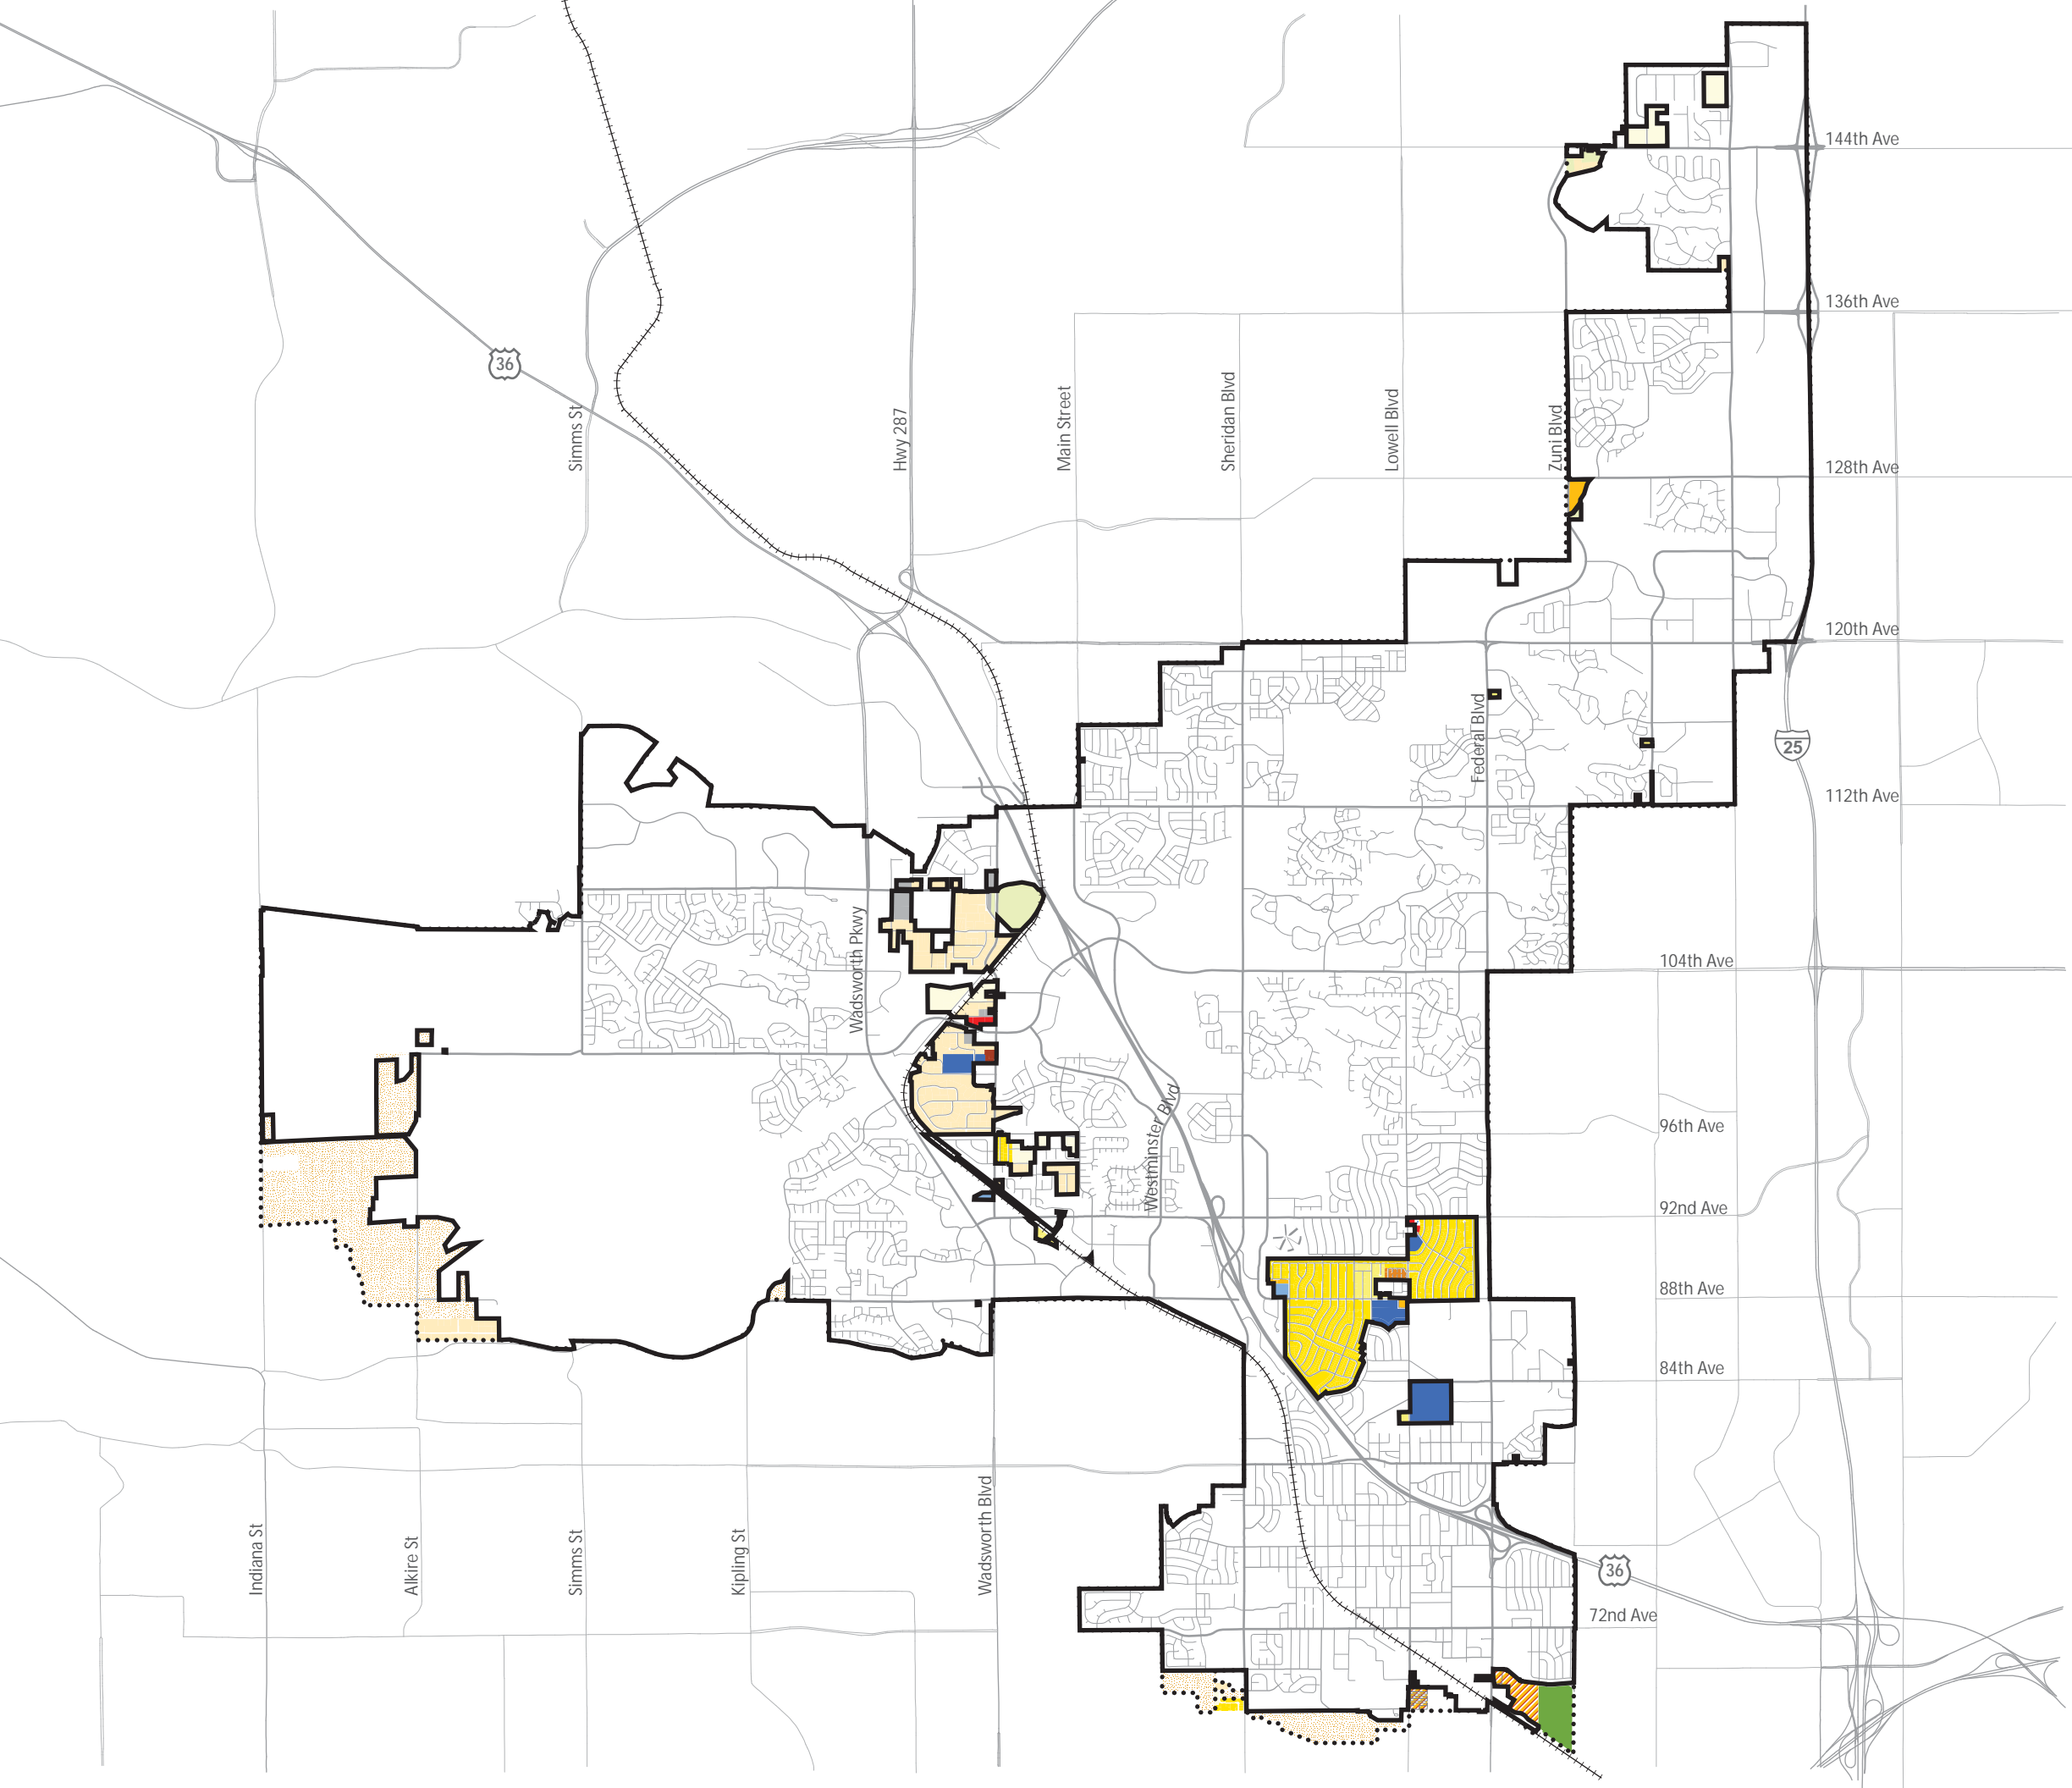 144th Ave
136th Ave
36
Simms St
Hwy 287
Main Street
Sheridan Blvd
Lowell Blvd
Zuni Blvd
128th Ave
120th Ave
Federal Blvd
25
112th Ave
Wadsworth Pkwy
104th Ave
Westminster Blvd
96th Ave
92nd Ave
88th Ave
84th Ave
Indiana St
Alkire St
Simms St
Kipling St
Wadsworth Blvd
36
72nd Ave